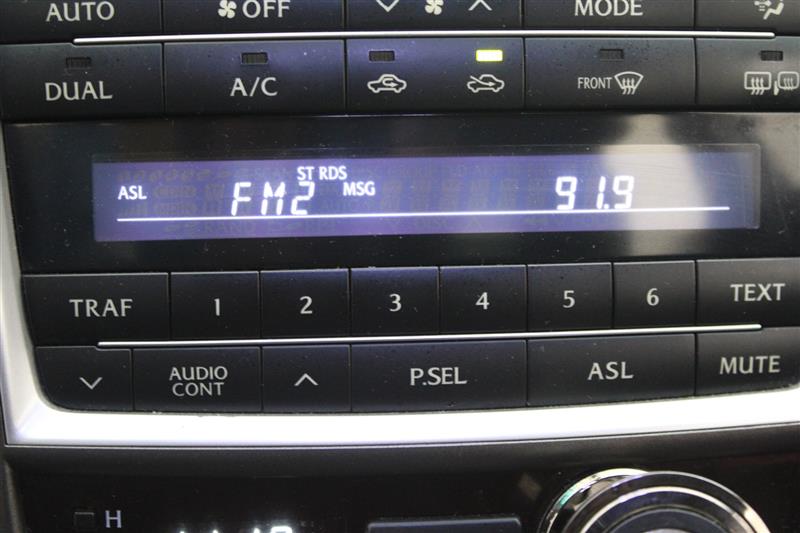 AUTO OFF MODE
DUAL A/C FRONT
ST RDS
ASL FM2 MSG 91.9
TRAF 1 2 3 4 5 6 TEXT
AUDIO CONT P.SEL ASL MUTE
H